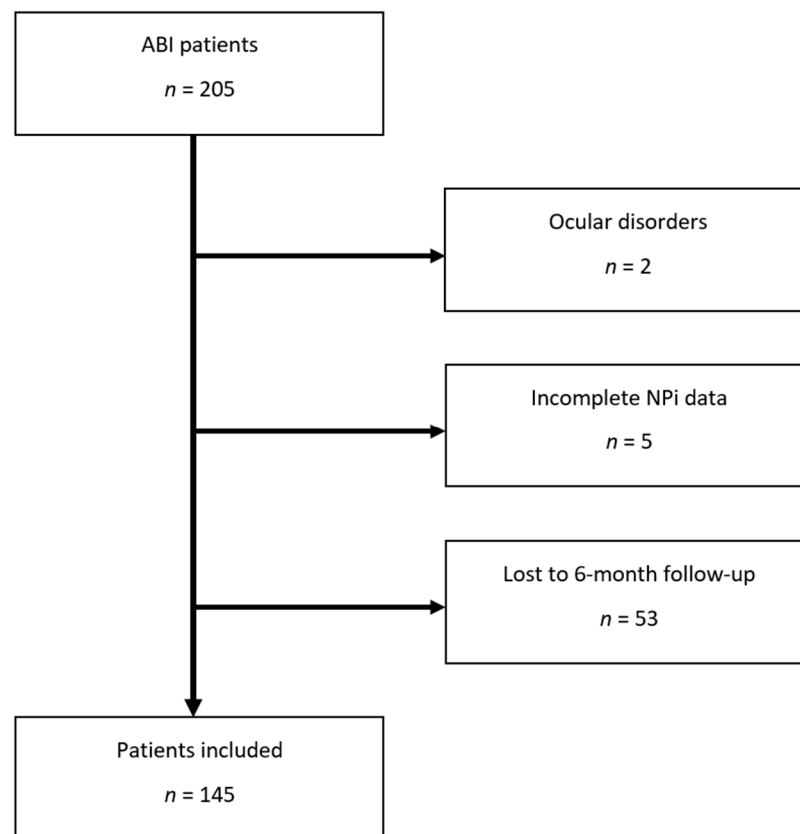 ABI patients
n = 205
Ocular disorders
n = 2
Incomplete NPi data
n = 5
Lost to 6-month follow-up
n = 53
Patients included
n = 145